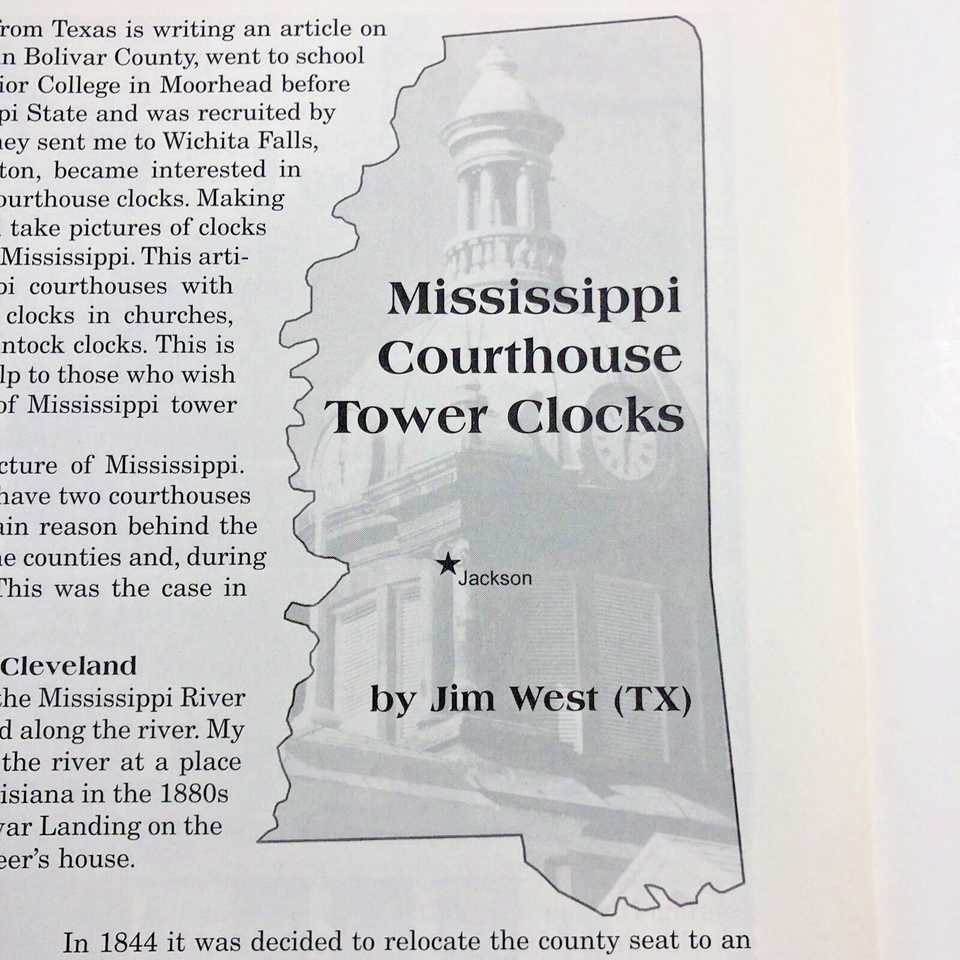 from Texas is writing an article on
in Bolivar County, went to school
ior College in Moorhead before
pi State and was recruited by
hey sent me to Wichita Falls,
ton, became interested in
ourthouse clocks. Making
take pictures of clocks
Mississippi. This arti-
pi courthouses with
clocks in churches,
ntock clocks. This is
lp to those who wish
of Mississippi tower
cture of Mississippi.
have two courthouses
ain reason behind the
e counties and, during
This was the case in
Cleveland
the Mississippi River
d along the river. My
the river at a place
isiana in the 1880s
var Landing on the
eer's house.
In 1844 it was decided to relocate the county seat to an
Mississippi
Courthouse
Tower Clocks
Jackson
by Jim West (TX)